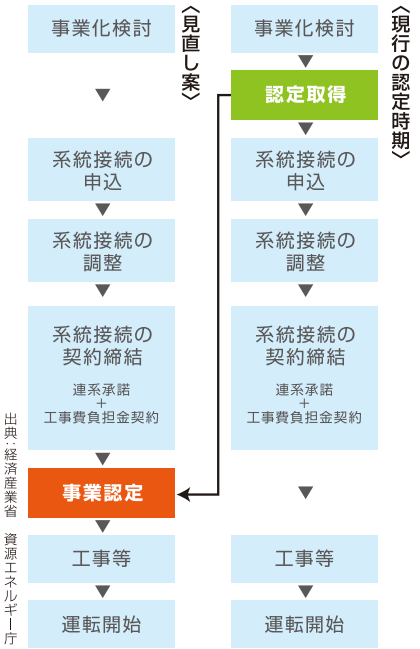 〈現行の認定時期〉
事業化検討
認定取得
系統接続の
申込
系統接続の
調整
系統接続の
契約締結
連系承諾
+
工事費負担金契約
工事等
運転開始
〈見直し案〉
事業化検討
系統接続の
申込
系統接続の
調整
系統接続の
契約締結
連系承諾
+
工事費負担金契約
事業認定
工事等
運転開始
出典:経済産業省 資源エネルギー庁